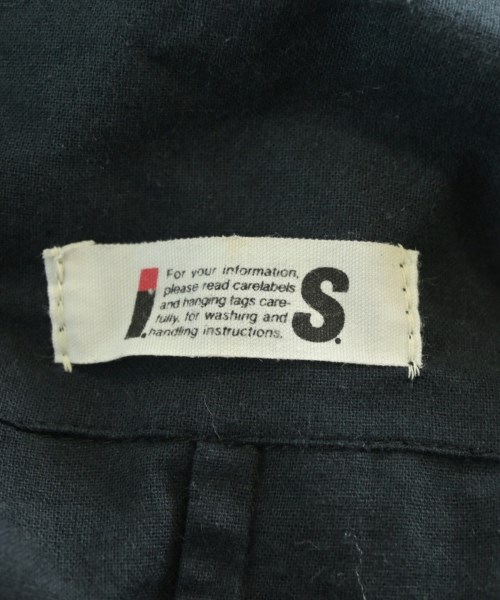 I.
For your information,
please read carelabels
and hanging tags care-
fully, for washing and
handling instructions.
S.